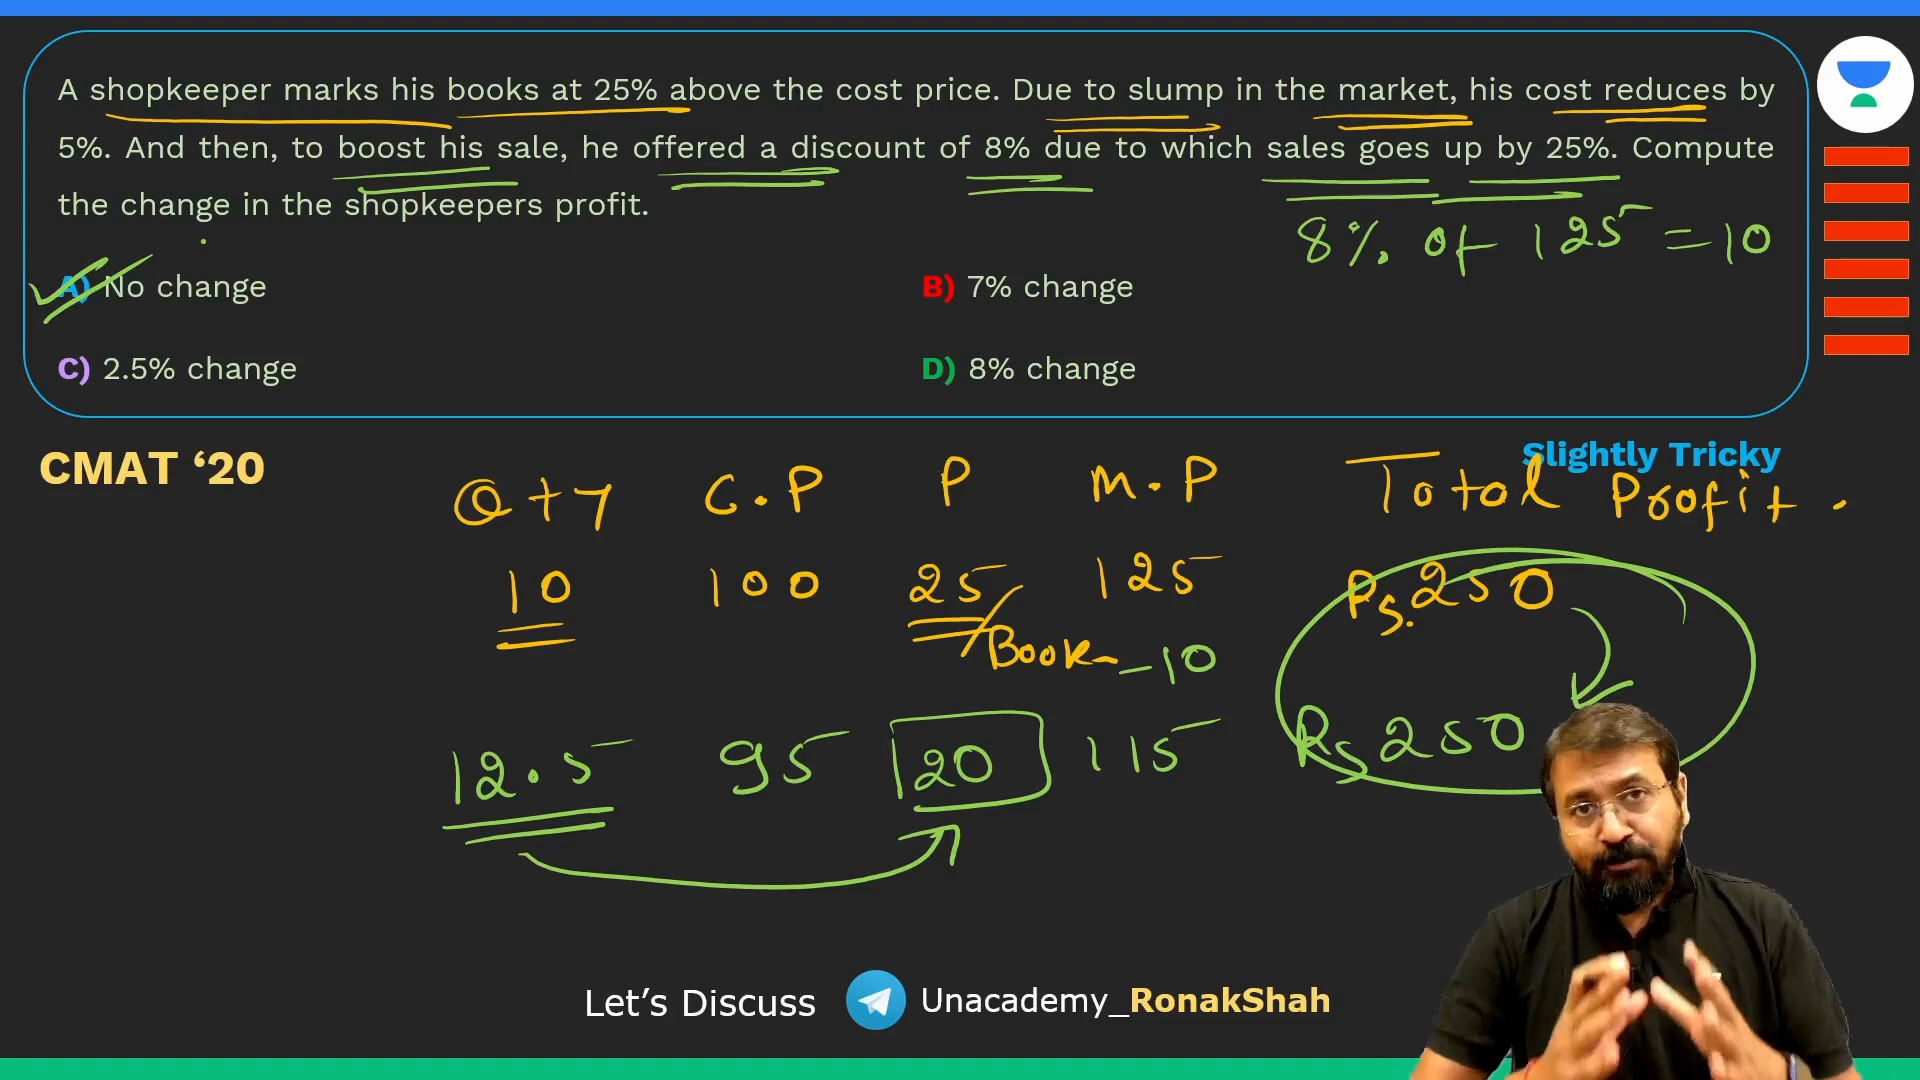 A shopkeeper marks his books at 25% above the cost price. Due to slump in the market, his cost reduces by
5%. And then, to boost his sale, he offered a discount of 8% due to which sales goes up by 25%. Compute
the change in the shopkeepers profit.
8% of 125 = 10
A) No change
B) 7% change
C) 2.5% change
D) 8% change
CMAT ‘20
Slightly Tricky
Qty C.P P M.P Total Profit.
10 100 25/Book 125 Rs.250
-10
12.5 95 20 115 Rs 250
Let’s Discuss Unacademy_RonakShah